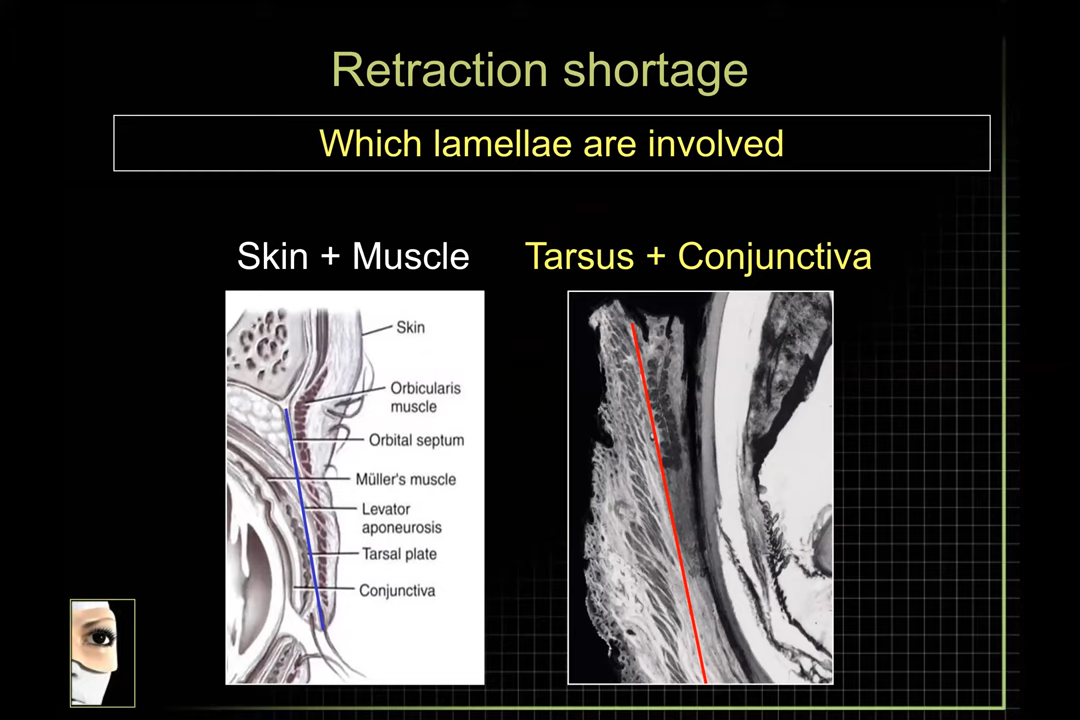 Retraction shortage
Which lamellae are involved
Skin + Muscle
Tarsus + Conjunctiva
Skin
Orbicularis
muscle
Orbital septum
Müller's muscle
Levator
aponeurosis
Tarsal plate
Conjunctiva